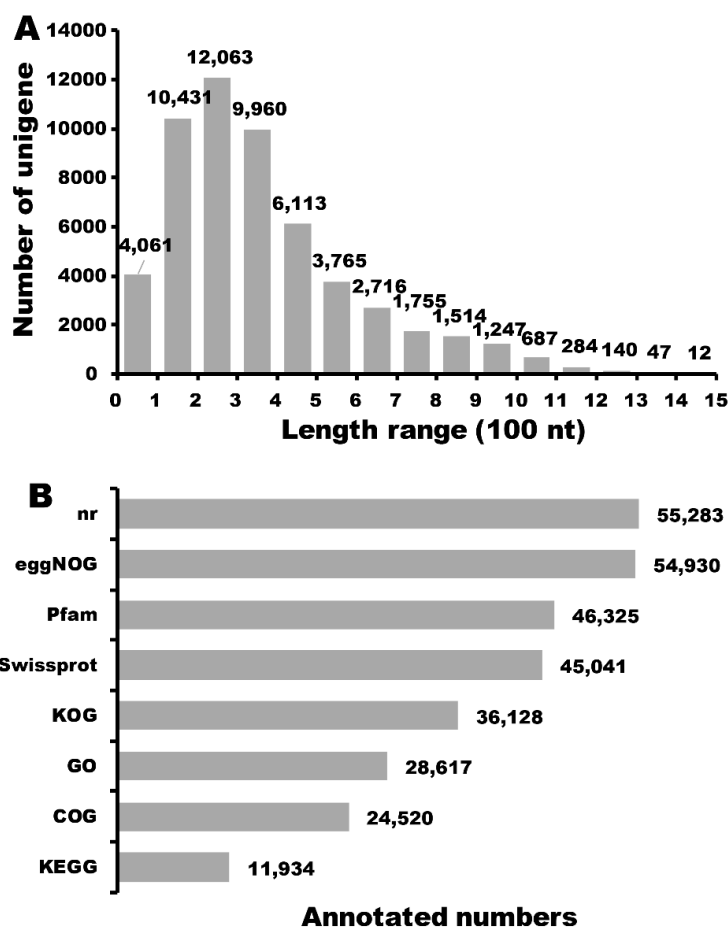 A
14000
12000
10000
8000
6000
4000
2000
0
Number of unigene
4,061
10,431
12,063
9,960
6,113
3,765
2,716
1,755
1,514
1,247
687
284
140
47
12
0 1 2 3 4 5 6 7 8 9 10 11 12 13 14 15
Length range (100 nt)
B
nr 55,283
eggNOG 54,930
Pfam 46,325
Swissprot 45,041
KOG 36,128
GO 28,617
COG 24,520
KEGG 11,934
Annotated numbers